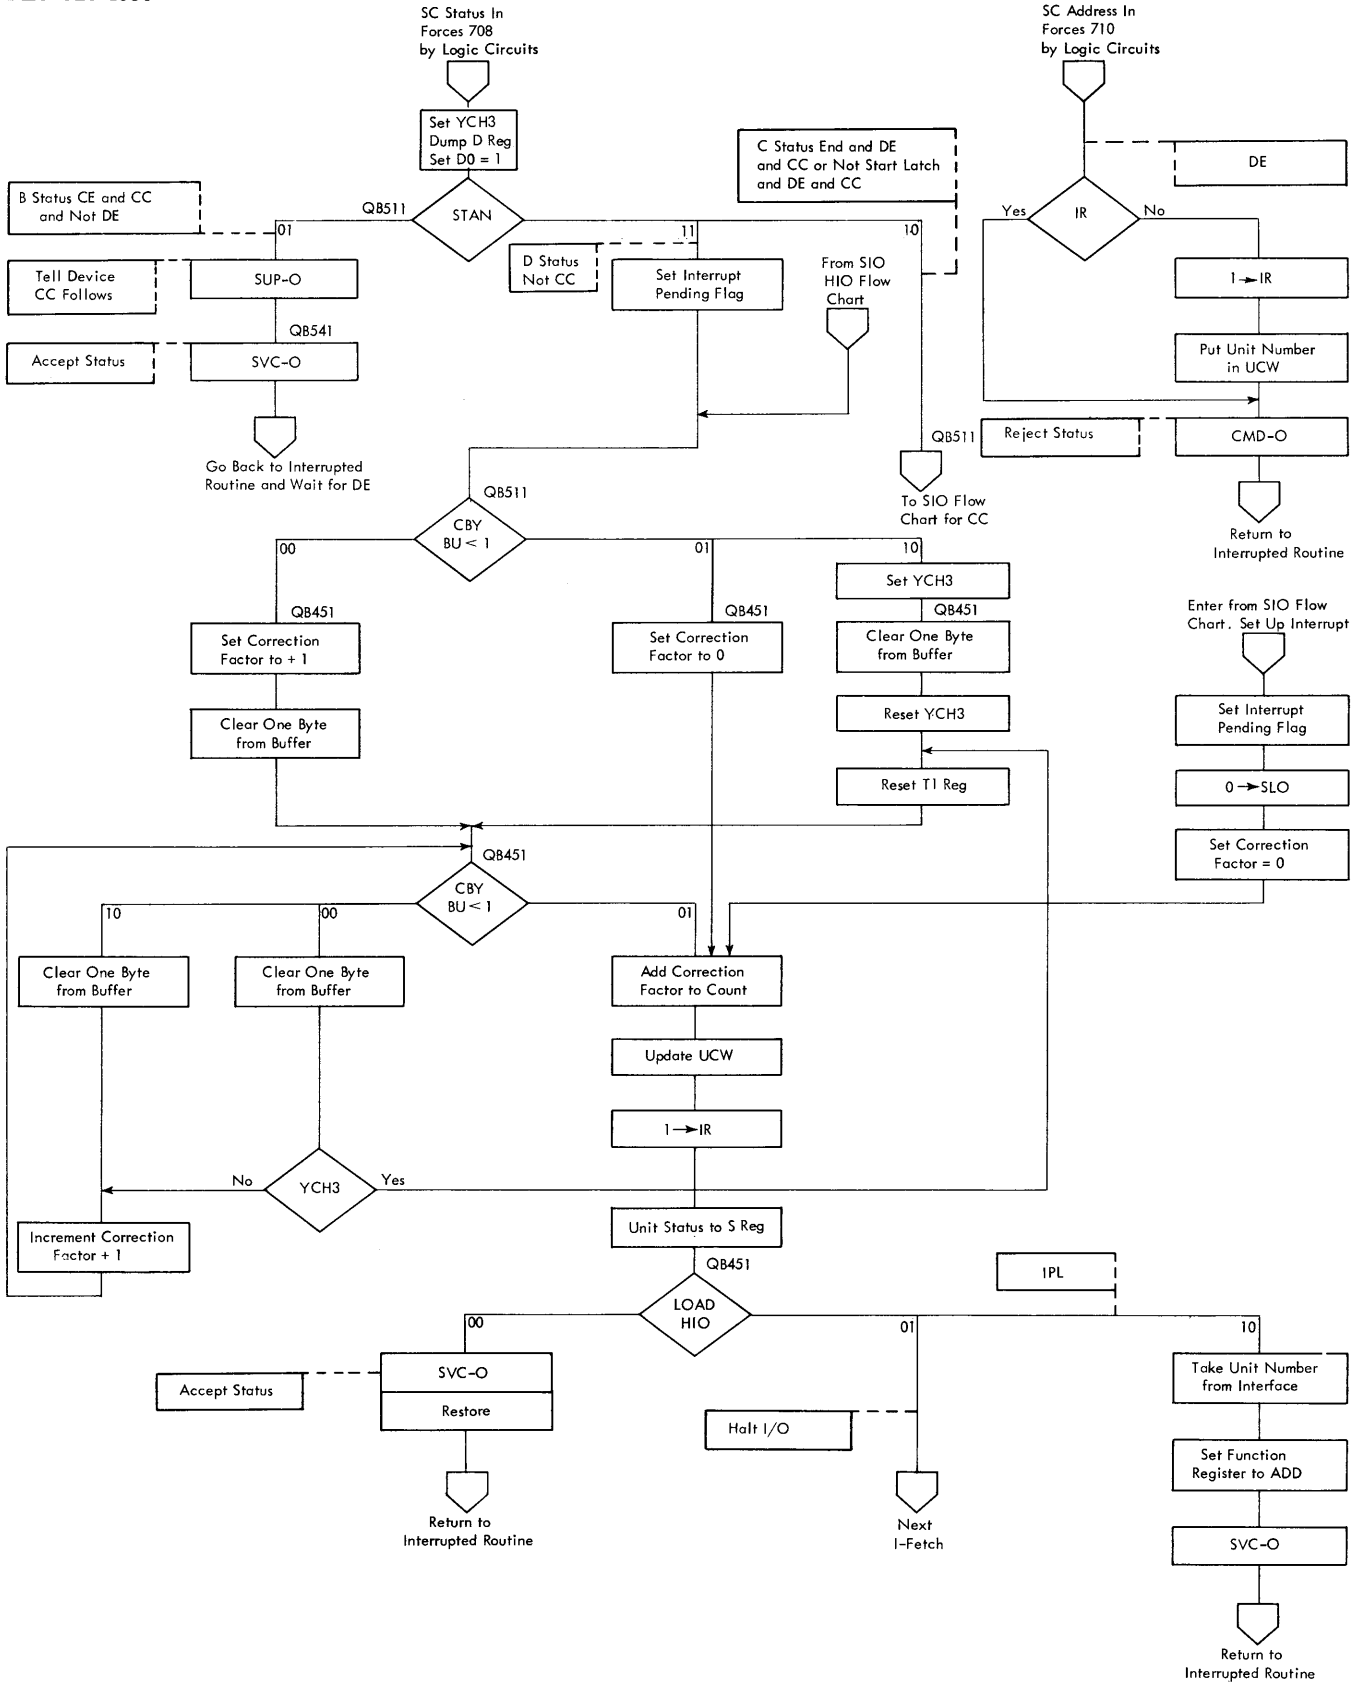 SC Status In
Forces 708
by Logic Circuits
SC Address In
Forces 710
by Logic Circuits
Set YCH3
Dump D Reg
Set D0 = 1
C Status End and DE
and CC or Not Start Latch
and DE and CC
DE
B Status CE and CC
and Not DE
QB511
STAN
01
11
10
Yes
IR
No
D Status
Not CC
Tell Device
CC Follows
SUP-O
Set Interrupt
Pending Flag
From SIO
HIO Flow
Chart
1→IR
QB541
Accept Status
SVC-O
Put Unit Number
in UCW
Go Back to Interrupted
Routine and Wait for DE
QB511
To SIO Flow
Chart for CC
Reject Status
CMD-O
Return to
Interrupted Routine
QB511
CBY
BU < 1
00
01
10
Set YCH3
QB451
QB451
QB451
Set Correction
Factor to + 1
Set Correction
Factor to 0
Clear One Byte
from Buffer
Enter from SIO Flow
Chart. Set Up Interrupt
Clear One Byte
from Buffer
Reset YCH3
Set Interrupt
Pending Flag
Reset T1 Reg
0→SLO
QB451
Set Correction
Factor = 0
CBY
BU < 1
10
00
01
Clear One Byte
from Buffer
Clear One Byte
from Buffer
Add Correction
Factor to Count
Update UCW
1→IR
No
YCH3
Yes
Increment Correction
Factor + 1
Unit Status to S Reg
QB451
IPL
LOAD
HIO
00
01
10
SVC-O
Accept Status
Restore
Take Unit Number
from Interface
Halt I/O
Set Function
Register to ADD
Return to
Interrupted Routine
Next
I-Fetch
SVC-O
Return to
Interrupted Routine